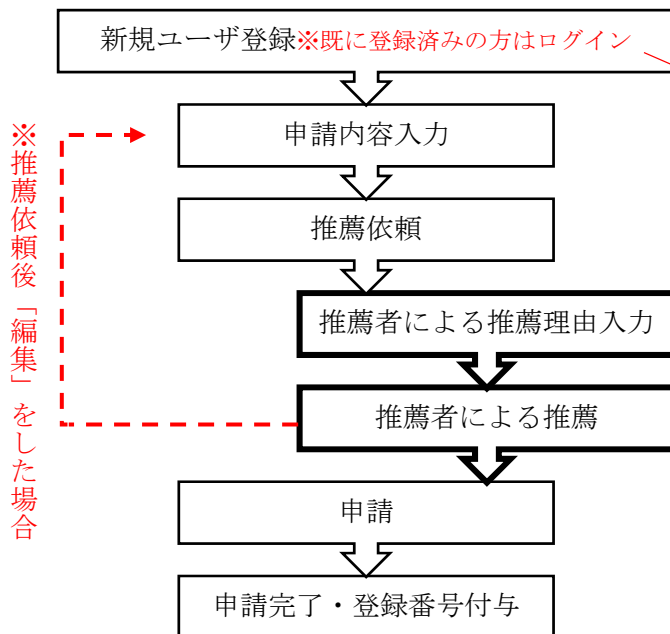 新規ユーザ登録※既に登録済みの方はログイン
申請内容入力
推薦依頼
推薦者による推薦理由入力
推薦者による推薦
申請
申請完了・登録番号付与
※推薦依頼後「編集」をした場合